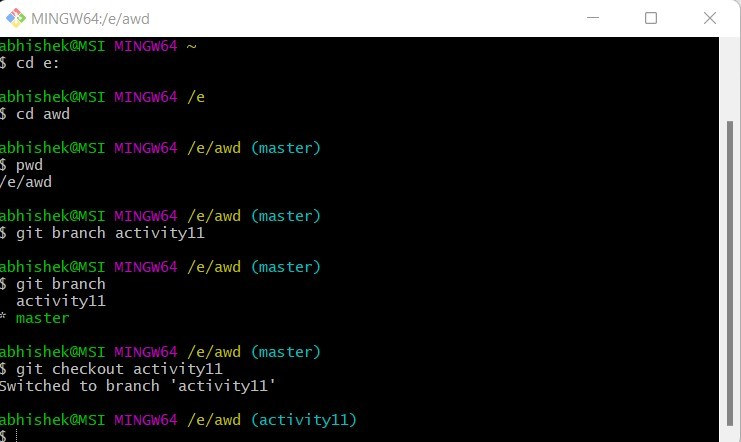 MINGW64:/e/awd
abhishek@MSI MINGW64 ~
$ cd e:
abhishek@MSI MINGW64 /e
$ cd awd
abhishek@MSI MINGW64 /e/awd (master)
$ pwd
/e/awd
abhishek@MSI MINGW64 /e/awd (master)
$ git branch activity11
abhishek@MSI MINGW64 /e/awd (master)
$ git branch
  activity11
* master
abhishek@MSI MINGW64 /e/awd (master)
$ git checkout activity11
Switched to branch 'activity11'
abhishek@MSI MINGW64 /e/awd (activity11)
$